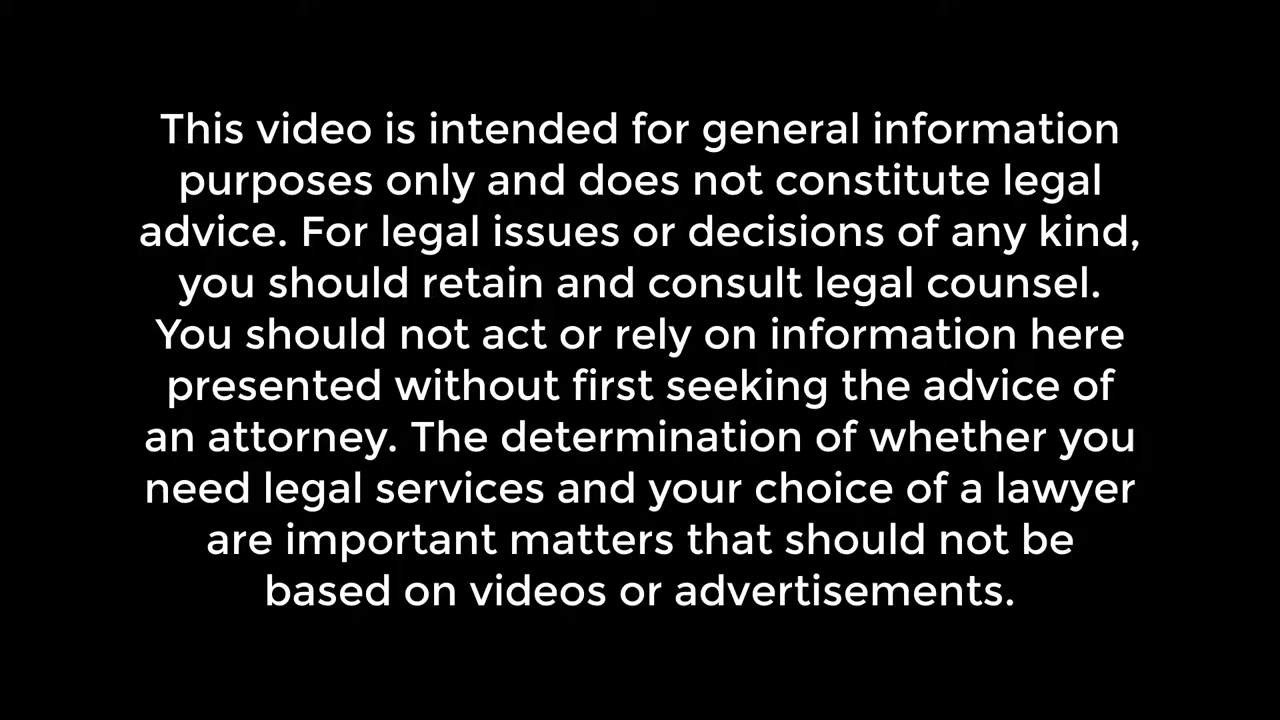 This video is intended for general information
purposes only and does not constitute legal
advice. For legal issues or decisions of any kind,
you should retain and consult legal counsel.
You should not act or rely on information here
presented without first seeking the advice of
an attorney. The determination of whether you
need legal services and your choice of a lawyer
are important matters that should not be
based on videos or advertisements.